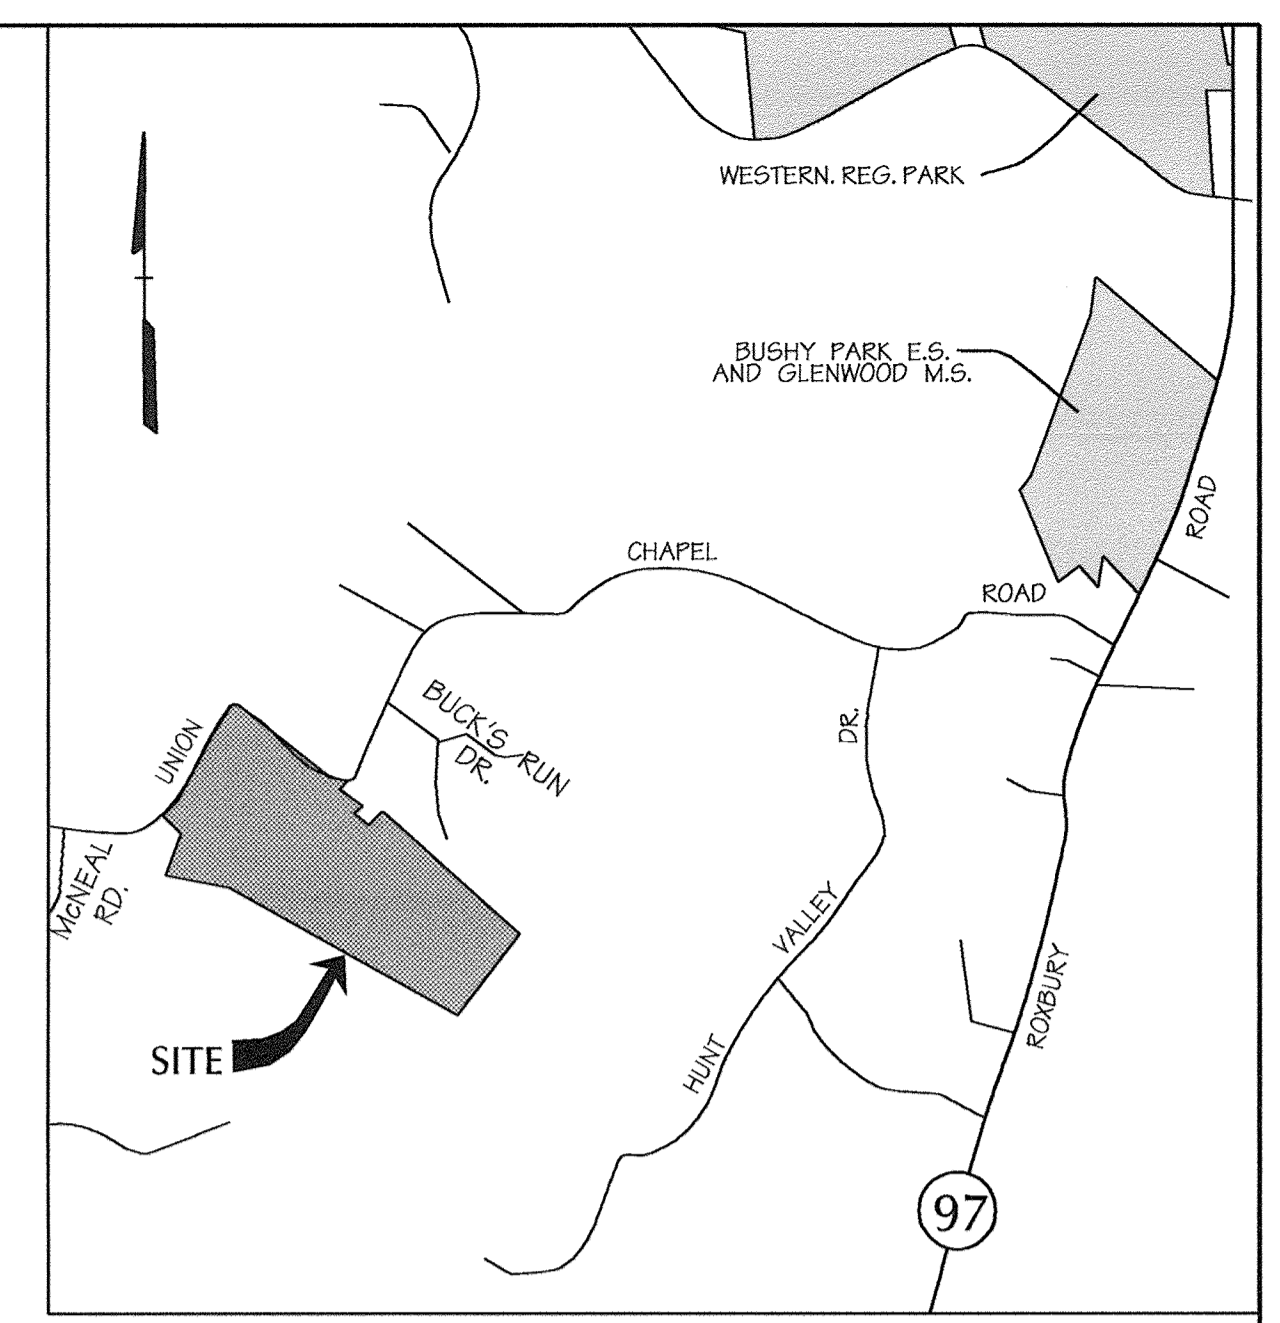 WESTERN. REG. PARK
BUSHY PARK E.S.
AND GLENWOOD M.S.
ROAD
CHAPEL
ROAD
BUCK'S RUN
DR.
UNION
DR.
McNEAL
RD.
VALLEY
ROXBURY
HUNT
SITE
97